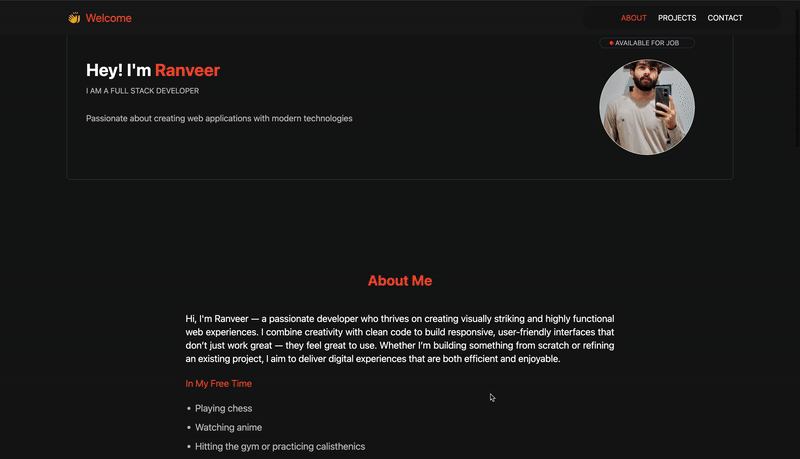 👋 Welcome
ABOUT PROJECTS CONTACT
AVAILABLE FOR JOB
Hey! I'm Ranveer
I AM A FULL STACK DEVELOPER
Passionate about creating web applications with modern technologies
About Me
Hi, I'm Ranveer — a passionate developer who thrives on creating visually striking and highly functional
web experiences. I combine creativity with clean code to build responsive, user-friendly interfaces that
don’t just work great — they feel great to use. Whether I’m building something from scratch or refining
an existing project, I aim to deliver digital experiences that are both efficient and enjoyable.
In My Free Time
• Playing chess
• Watching anime
• Hitting the gym or practicing calisthenics